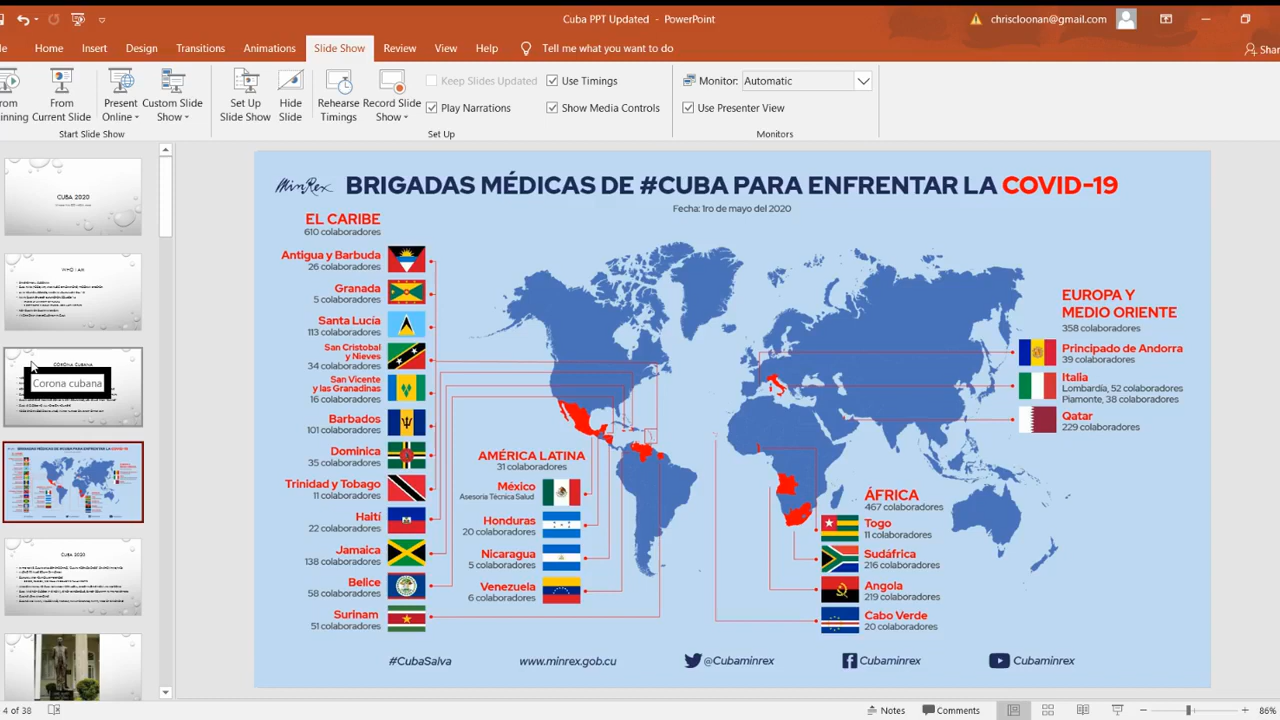 Cuba PPT Updated - PowerPoint
chriscloonan@gmail.com
Home Insert Design Transitions Animations Slide Show Review View Help Tell me what you want to do
From Current Slide
Present Online
Custom Slide Show
Set Up Slide Show
Hide Slide
Rehearse Timings
Record Slide Show
Keep Slides Updated
Play Narrations
Use Timings
Show Media Controls
Monitor: Automatic
Use Presenter View
Start Slide Show
Set Up
Monitors
CUBA 2020
WHO I AM
CORONA CUBANA
Corona cubana
CUBA 2020
MinRex
BRIGADAS MÉDICAS DE #CUBA PARA ENFRENTAR LA COVID-19
Fecha: 1ro de mayo del 2020
EL CARIBE
610 colaboradores
Antigua y Barbuda
26 colaboradores
Granada
5 colaboradores
Santa Lucía
113 colaboradores
San Cristobal
y Nieves
34 colaboradores
San Vicente
y las Granadinas
16 colaboradores
Barbados
101 colaboradores
Dominica
35 colaboradores
Trinidad y Tobago
11 colaboradores
Haití
22 colaboradores
Jamaica
138 colaboradores
Belice
58 colaboradores
Surinam
51 colaboradores
AMÉRICA LATINA
31 colaboradores
México
Asesoría Técnica Salud
Honduras
20 colaboradores
Nicaragua
5 colaboradores
Venezuela
6 colaboradores
EUROPA Y
MEDIO ORIENTE
358 colaboradores
Principado de Andorra
39 colaboradores
Italia
Lombardía, 52 colaboradores
Piamonte, 38 colaboradores
Qatar
229 colaboradores
ÁFRICA
467 colaboradores
Togo
11 colaboradores
Sudáfrica
216 colaboradores
Angola
219 colaboradores
Cabo Verde
20 colaboradores
#CubaSalva www.minrex.gob.cu @Cubaminrex Cubaminrex Cubaminrex
4 of 38
Notes Comments 86%